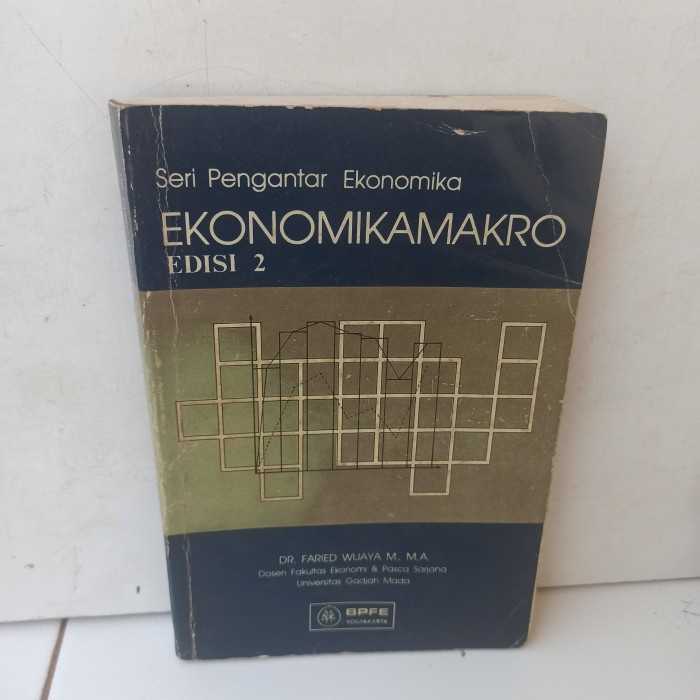 Seri Pengantar Ekonomika
EKONOMIKAMAKRO
EDISI 2
DR. FARIED WIJAYA M., M.A.
Dosen Fakultas Ekonomi & Pasca Sarjana
Universitas Gadjah Mada
BPFE
YOGYAKARTA